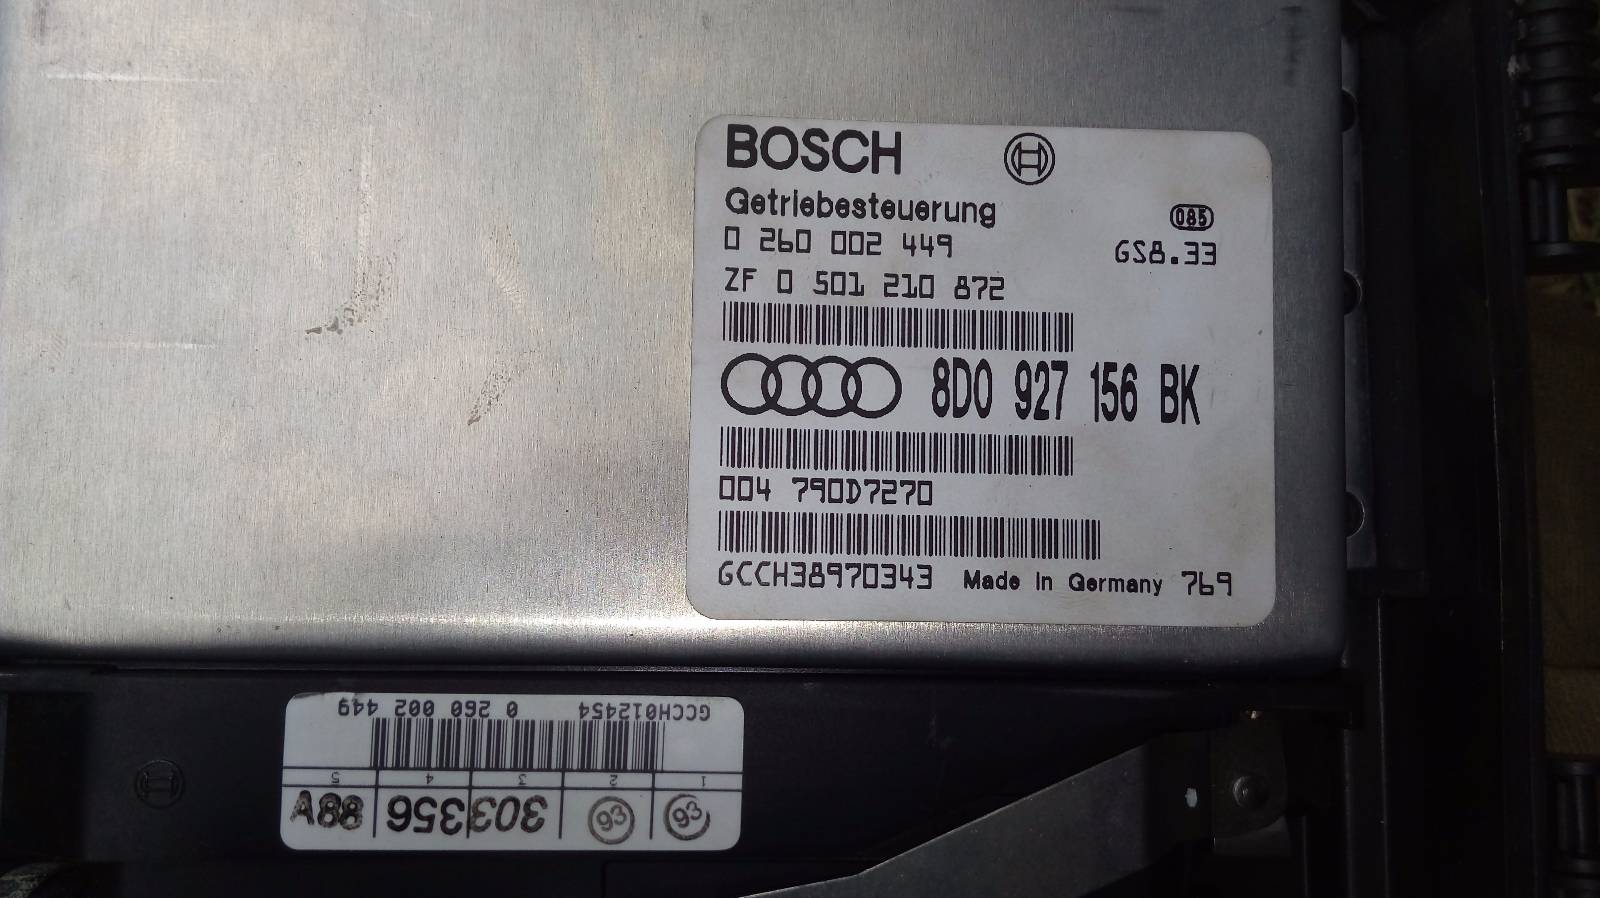 BOSCH
Getriebesteuerung
085
0 260 002 449
GS8.33
ZF 0 501 210 872
8D0 927 156 BK
004 790D7270
GCCH38970343 Made in Germany 769
GCCH012454 0 260 002 449
1 2 3 4 5
93 93 303356 88A